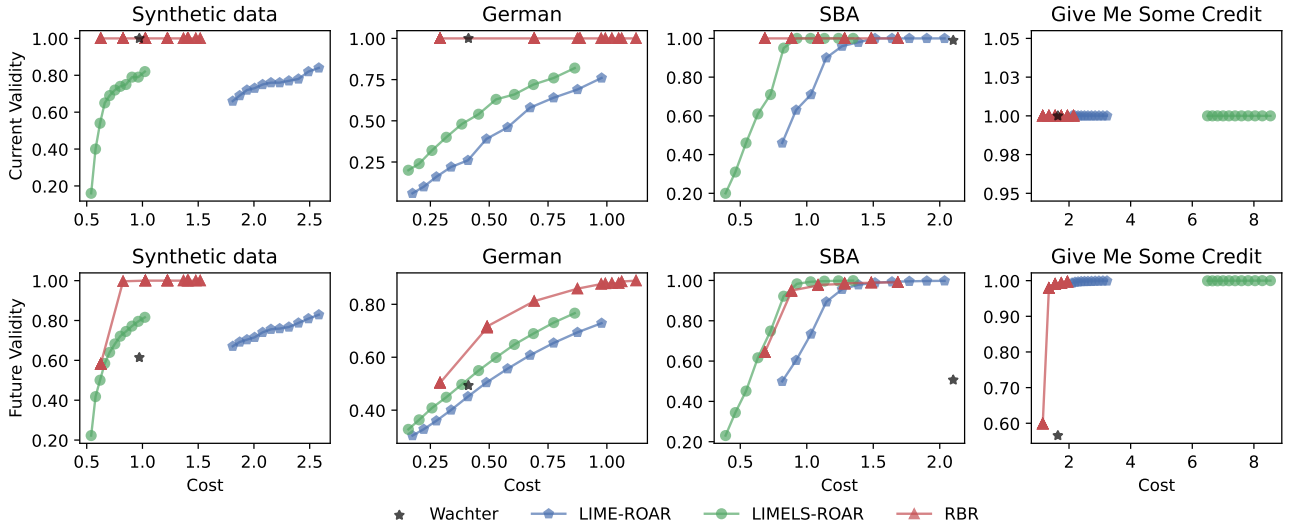 Synthetic data German SBA Give Me Some Credit
Current Validity
1.00 0.80 0.60 0.40 0.20
0.5 1.0 1.5 2.0 2.5
1.00 0.75 0.50 0.25
0.25 0.50 0.75 1.00
1.00 0.80 0.60 0.40 0.20
0.5 1.0 1.5 2.0
1.05 1.03 1.00 0.98 0.95
2 4 6 8
Synthetic data German SBA Give Me Some Credit
Future Validity
1.00 0.80 0.60 0.40 0.20
0.5 1.0 1.5 2.0 2.5
0.80 0.60 0.40
0.25 0.50 0.75 1.00
1.00 0.80 0.60 0.40 0.20
0.5 1.0 1.5 2.0
1.00 0.90 0.80 0.70 0.60
2 4 6 8
Cost Cost Cost Cost
Wachter LIME-ROAR LIMELS-ROAR RBR